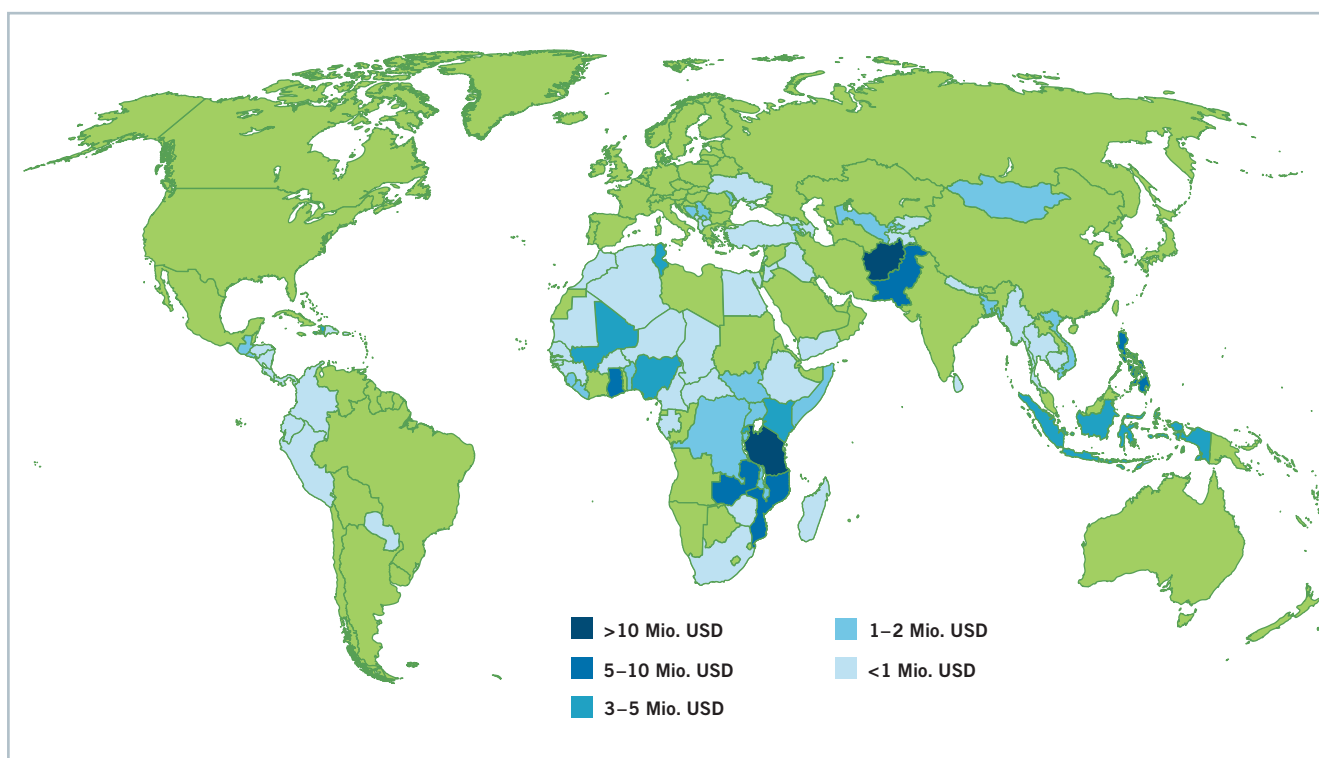 >10 Mio. USD
5–10 Mio. USD
3–5 Mio. USD
1–2 Mio. USD
<1 Mio. USD